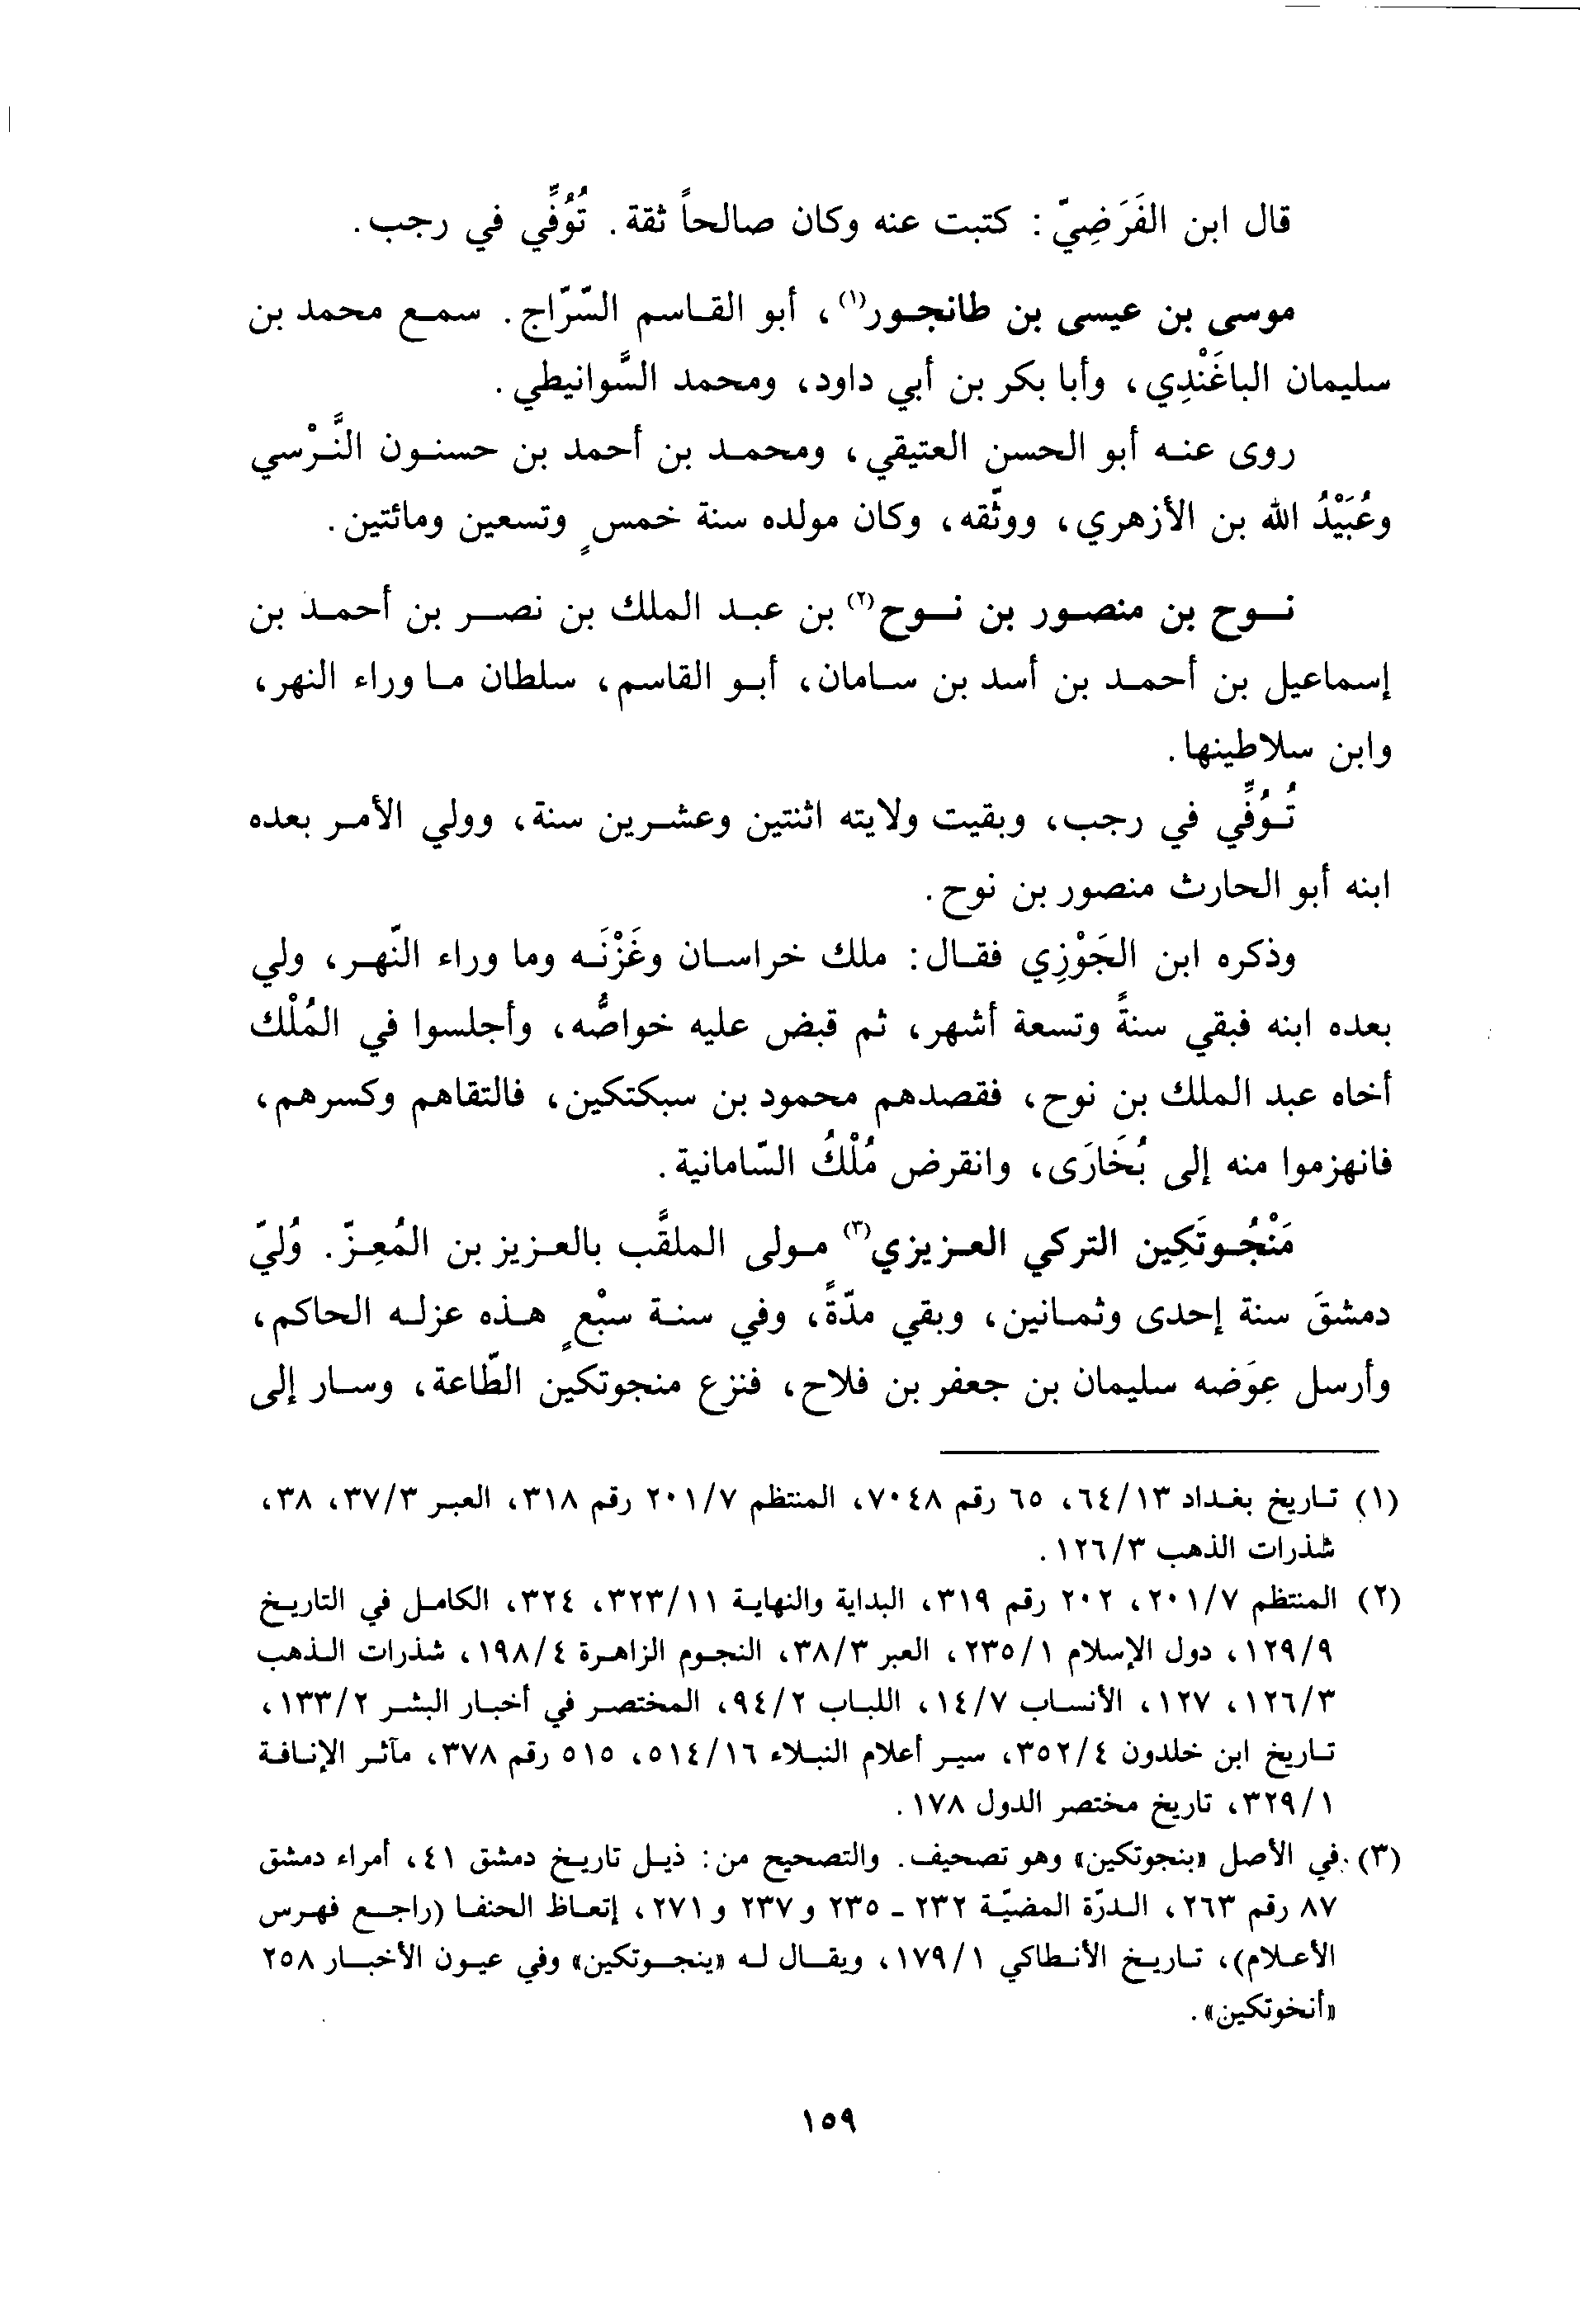 قال ابن الفَرَضِيّ: كتبت عنه وكان صالحاً ثقة. تُوُفِّي في رجب.
موسى بن عيسى بن طانجور(١)، أبو القاسم السّرّاج. سمع محمد بن
سليمان الباغَنْدِي، وأبا بكر بن أبي داود، ومحمد السَّوانيطي.
روى عنه أبو الحسن العتيقي، ومحمد بن أحمد بن حسنون النَّرْسي
وعُبَيْدُ الله بن الأزهري، ووثّقه، وكان مولده سنة خمسٍ وتسعين ومائتين.
نوح بن منصور بن نوح(٢) بن عبد الملك بن نصر بن أحمد بن
إسماعيل بن أحمد بن أسد بن سامان، أبو القاسم، سلطان ما وراء النهر،
وابن سلاطينها.
تُوُفِّي في رجب، وبقيت ولايته اثنتين وعشرين سنة، وولي الأمر بعده
ابنه أبو الحارث منصور بن نوح.
وذكره ابن الجَوْزِي فقال: ملك خراسان وغَزْنَه وما وراء النّهر، ولي
بعده ابنه فبقي سنةً وتسعة أشهر، ثم قبض عليه خواصُّه، وأجلسوا في المُلْك
أخاه عبد الملك بن نوح، فقصدهم محمود بن سبكتكين، فالتقاهم وكسرهم،
فانهزموا منه إلى بُخَارَى، وانقرض مُلْكُ السّامانية.
مَنْجُوتَكِين التركي العزيزي(٣) مولى الملقَّب بالعزيز بن المُعِزّ. وُليّ
دمشقَ سنة إحدى وثمانين، وبقي مدّةً، وفي سنة سبْعٍ هذه عزله الحاكم،
وأرسل عِوَضه سليمان بن جعفر بن فلاح، فنزع منجوتكين الطّاعة، وسار إلى
(١) تاريخ بغداد ٦٤/١٣، ٦٥ رقم ٧٠٤٨، المنتظم ٢٠١/٧ رقم ٣١٨، العبر ٣٧/٣، ٣٨،
شذرات الذهب ١٢٦/٣.
(٢) المنتظم ٢٠١/٧، ٢٠٢ رقم ٣١٩، البداية والنهاية ٣٢٣/١١، ٣٢٤، الكامل في التاريخ
١٢٩/٩، دول الإسلام ٢٣٥/١، العبر ٣٨/٣، النجوم الزاهرة ١٩٨/٤، شذرات الذهب
١٢٦/٣، ١٢٧، الأنساب ١٤/٧، اللباب ٩٤/٢، المختصر في أخبار البشر ١٣٣/٢،
تاريخ ابن خلدون ٣٥٢/٤، سير أعلام النبلاء ٥١٤/١٦، ٥١٥ رقم ٣٧٨، مآثر الإنافة
٣٢٩/١، تاريخ مختصر الدول ١٧٨.
(٣) في الأصل «بنجوتكين» وهو تصحيف. والتصحيح من: ذيل تاريخ دمشق ٤١، أمراء دمشق
٨٧ رقم ٢٦٣، الدرّة المضيّة ٢٣٢ - ٢٣٥ و ٢٣٧ و ٢٧١، إتعاظ الحنفا (راجع فهرس
الأعلام)، تاريخ الأنطاكي ١٧٩/١، ويقال له «ينجوتكين» وفي عيون الأخبار ٢٥٨
«أنخوتكين».
١٥٩